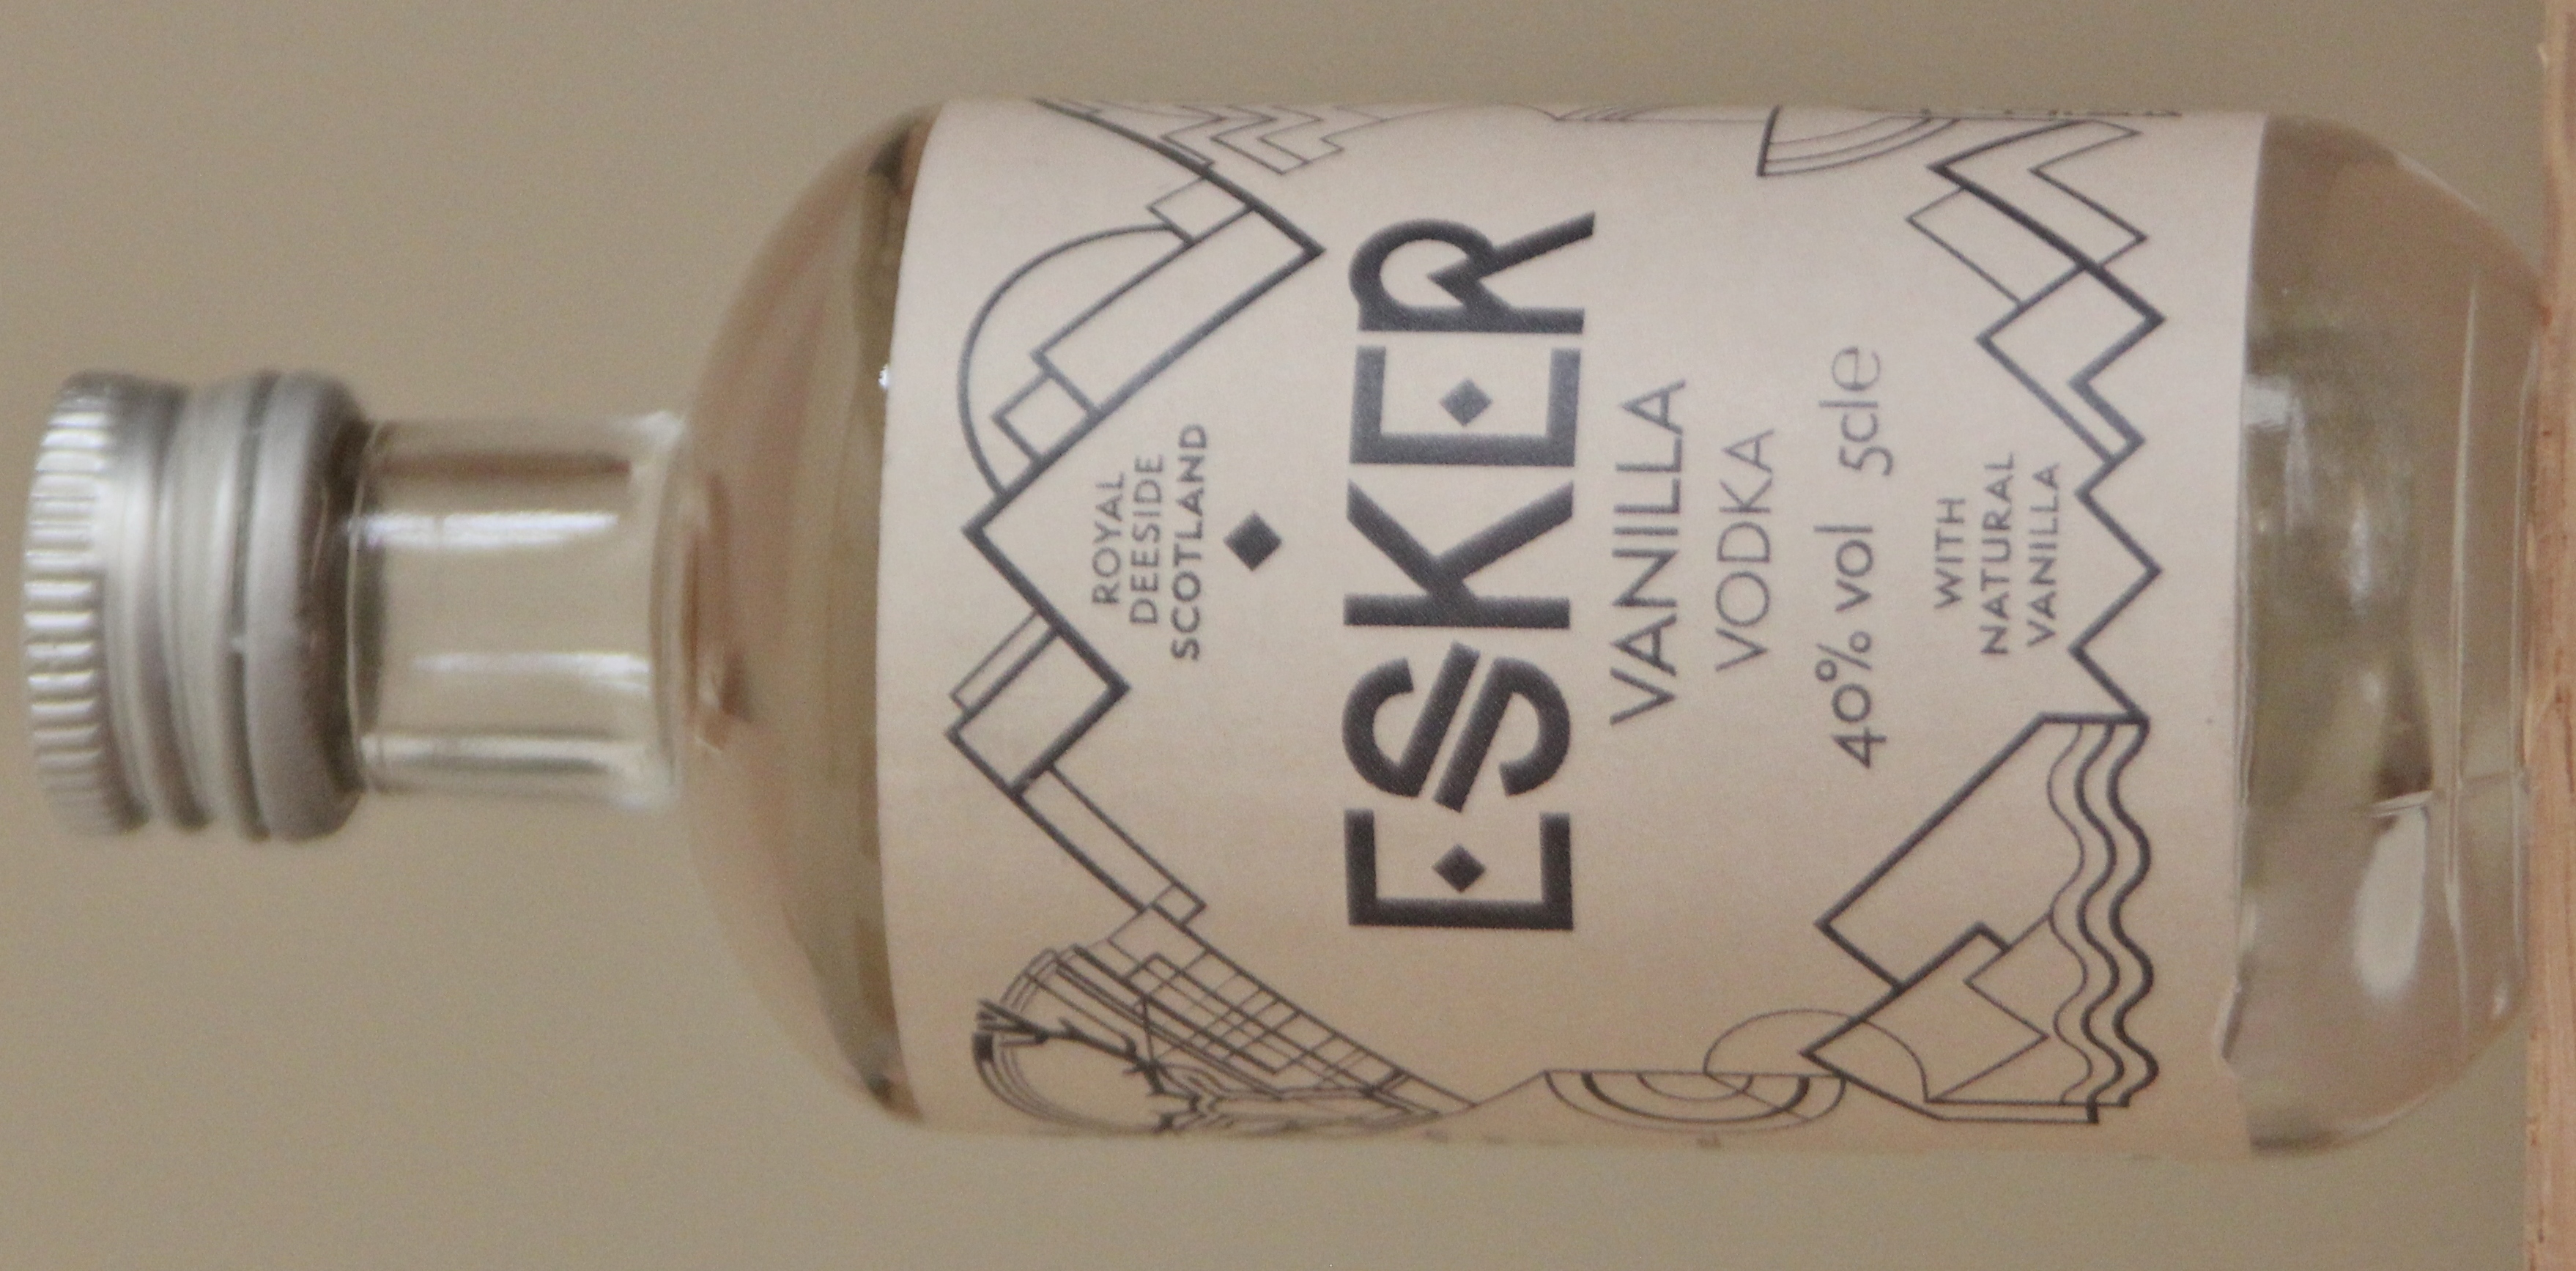 ROYAL
DEESIDE
SCOTLAND
ESKER
VANILLA
VODKA
40% vol 5cle
WITH
NATURAL
VANILLA